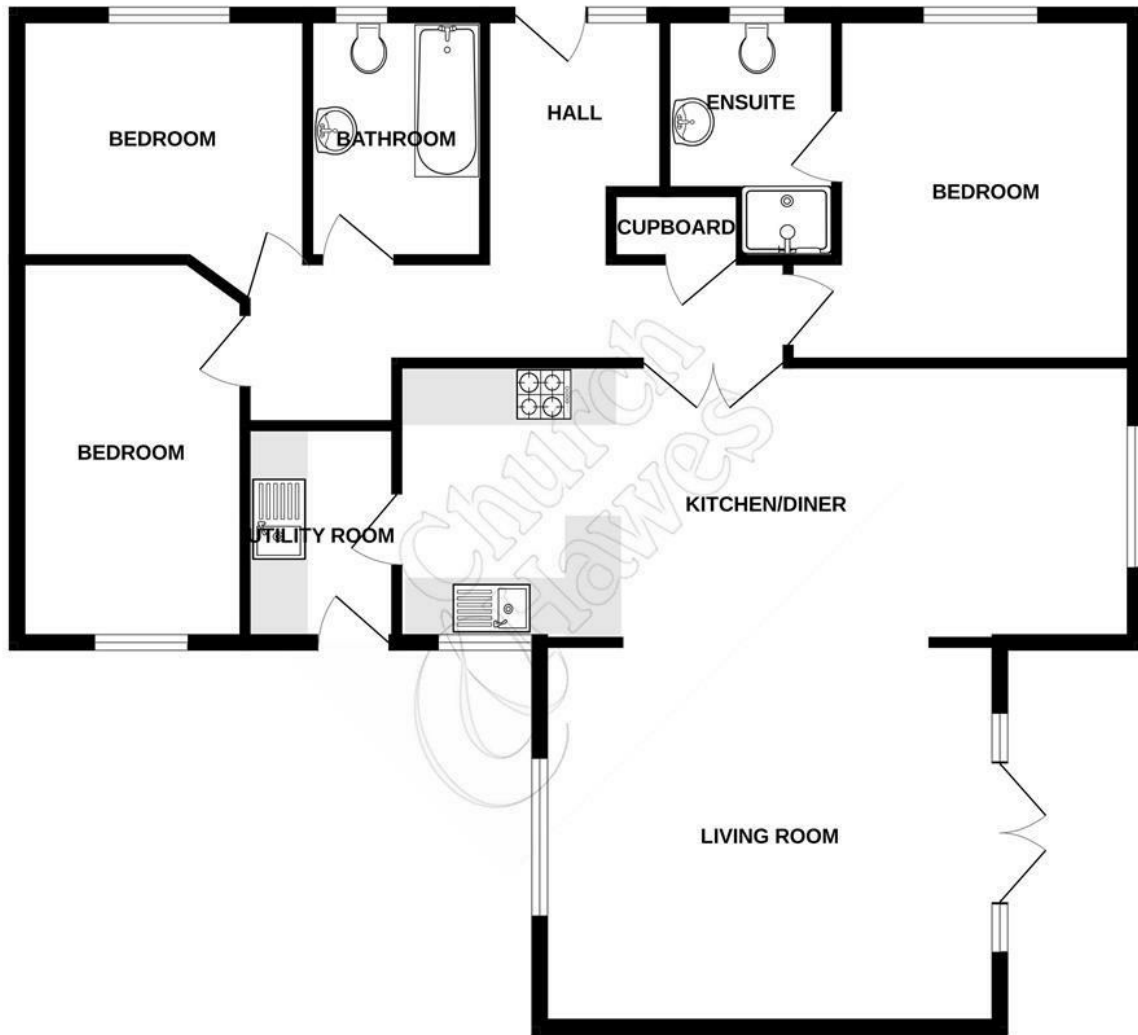 BEDROOM
BATHROOM
HALL
ENSUITE
BEDROOM
CUPBOARD
BEDROOM
UTILITY ROOM
KITCHEN/DINER
LIVING ROOM
Church
& Hawes